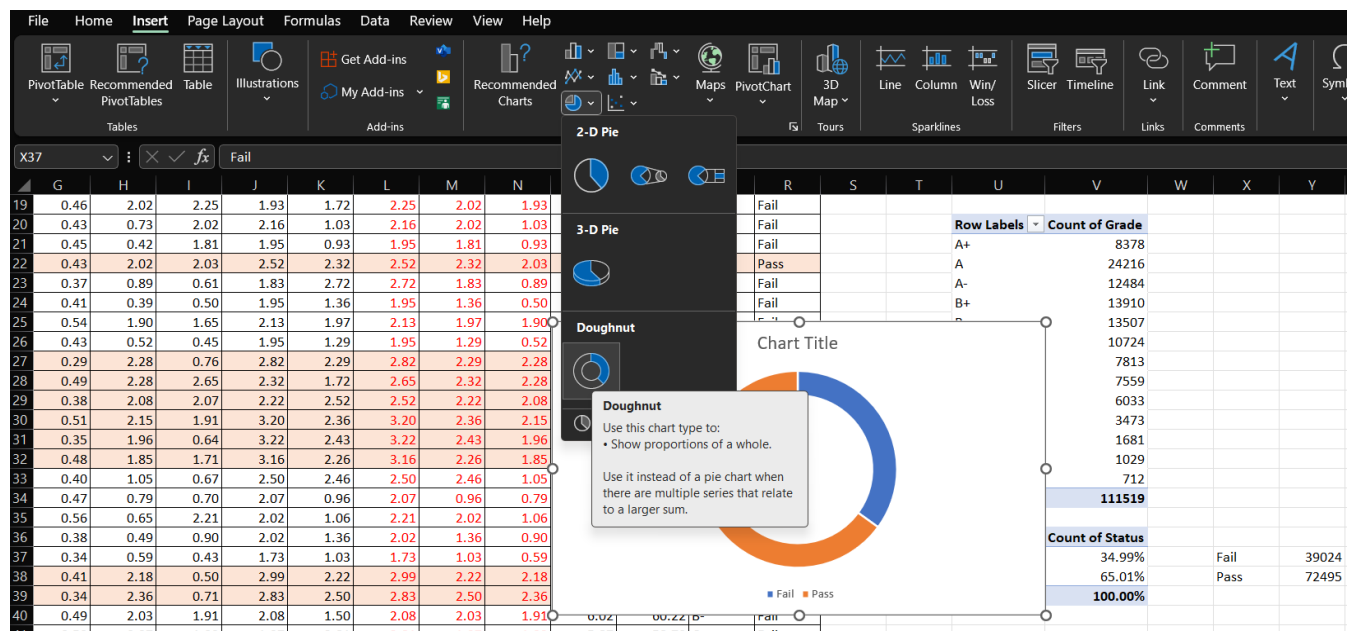 File Home Insert Page Layout Formulas Data Review View Help
PivotTable Recommended PivotTables Table
Tables
Illustrations
Get Add-ins
My Add-ins
Add-ins
Recommended Charts
Maps PivotChart
3D Map
Tours
Line Column Win/Loss
Sparklines
Slicer Timeline
Filters
Link
Links
Comment
Comments
Text
X37 fx Fail
2-D Pie
3-D Pie
Doughnut
Doughnut
Use this chart type to:
• Show proportions of a whole.
Use it instead of a pie chart when
there are multiple series that relate
to a larger sum.
G H I J K L M N R S T U V W X Y
19 0.46 2.02 2.25 1.93 1.72 2.25 2.02 1.93 Fail
20 0.43 0.73 2.02 2.16 1.03 2.16 2.02 1.03 Fail Row Labels Count of Grade
21 0.45 0.42 1.81 1.95 0.93 1.95 1.81 0.93 Fail A+ 8378
22 0.43 2.02 2.03 2.52 2.32 2.52 2.32 2.03 Pass A 24216
23 0.37 0.89 0.61 1.83 2.72 2.72 1.83 0.89 Fail A- 12484
24 0.41 0.39 0.50 1.95 1.36 1.95 1.36 0.50 Fail B+ 13910
25 0.54 1.90 1.65 2.13 1.97 2.13 1.97 1.90 13507
26 0.43 0.52 0.45 1.95 1.29 1.95 1.29 0.52 10724
27 0.29 2.28 0.76 2.82 2.29 2.82 2.29 2.28 7813
28 0.49 2.28 2.65 2.32 1.72 2.65 2.32 2.28 7559
29 0.38 2.08 2.07 2.22 2.52 2.52 2.22 2.08 6033
30 0.51 2.15 1.91 3.20 2.36 3.20 2.36 2.15 3473
31 0.35 1.96 0.64 3.22 2.43 3.22 2.43 1.96 1681
32 0.48 1.85 1.71 3.16 2.26 3.16 2.26 1.85 1029
33 0.40 1.05 0.67 2.50 2.46 2.50 2.46 1.05 712
34 0.47 0.79 0.70 2.07 0.96 2.07 0.96 0.79 111519
35 0.56 0.65 2.21 2.02 1.06 2.21 2.02 1.06
36 0.38 0.49 0.90 2.02 1.36 2.02 1.36 0.90 Count of Status
37 0.34 0.59 0.43 1.73 1.03 1.73 1.03 0.59 34.99% Fail 39024
38 0.41 2.18 0.50 2.99 2.22 2.99 2.22 2.18 65.01% Pass 72495
39 0.34 2.36 0.71 2.83 2.50 2.83 2.50 2.36 100.00%
40 0.49 2.03 1.91 2.08 1.50 2.08 2.03 1.91 6.02 60.22 B- Fail
Chart Title
Fail Pass